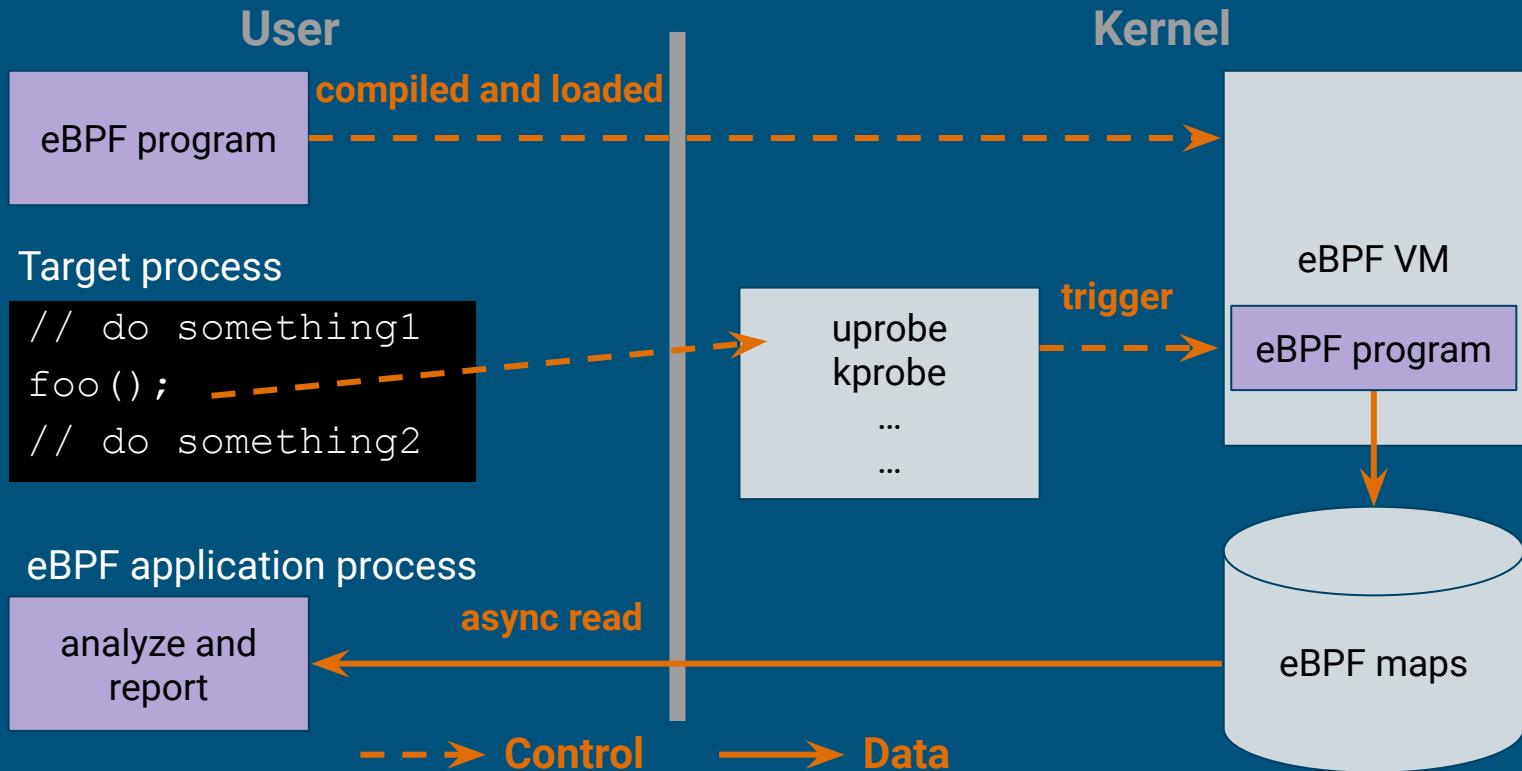 User
Kernel
eBPF program
compiled and loaded
eBPF VM
eBPF program
Target process
// do something1
foo();
// do something2
uprobe
kprobe
…
…
trigger
eBPF application process
analyze and
report
async read
eBPF maps
Control
Data